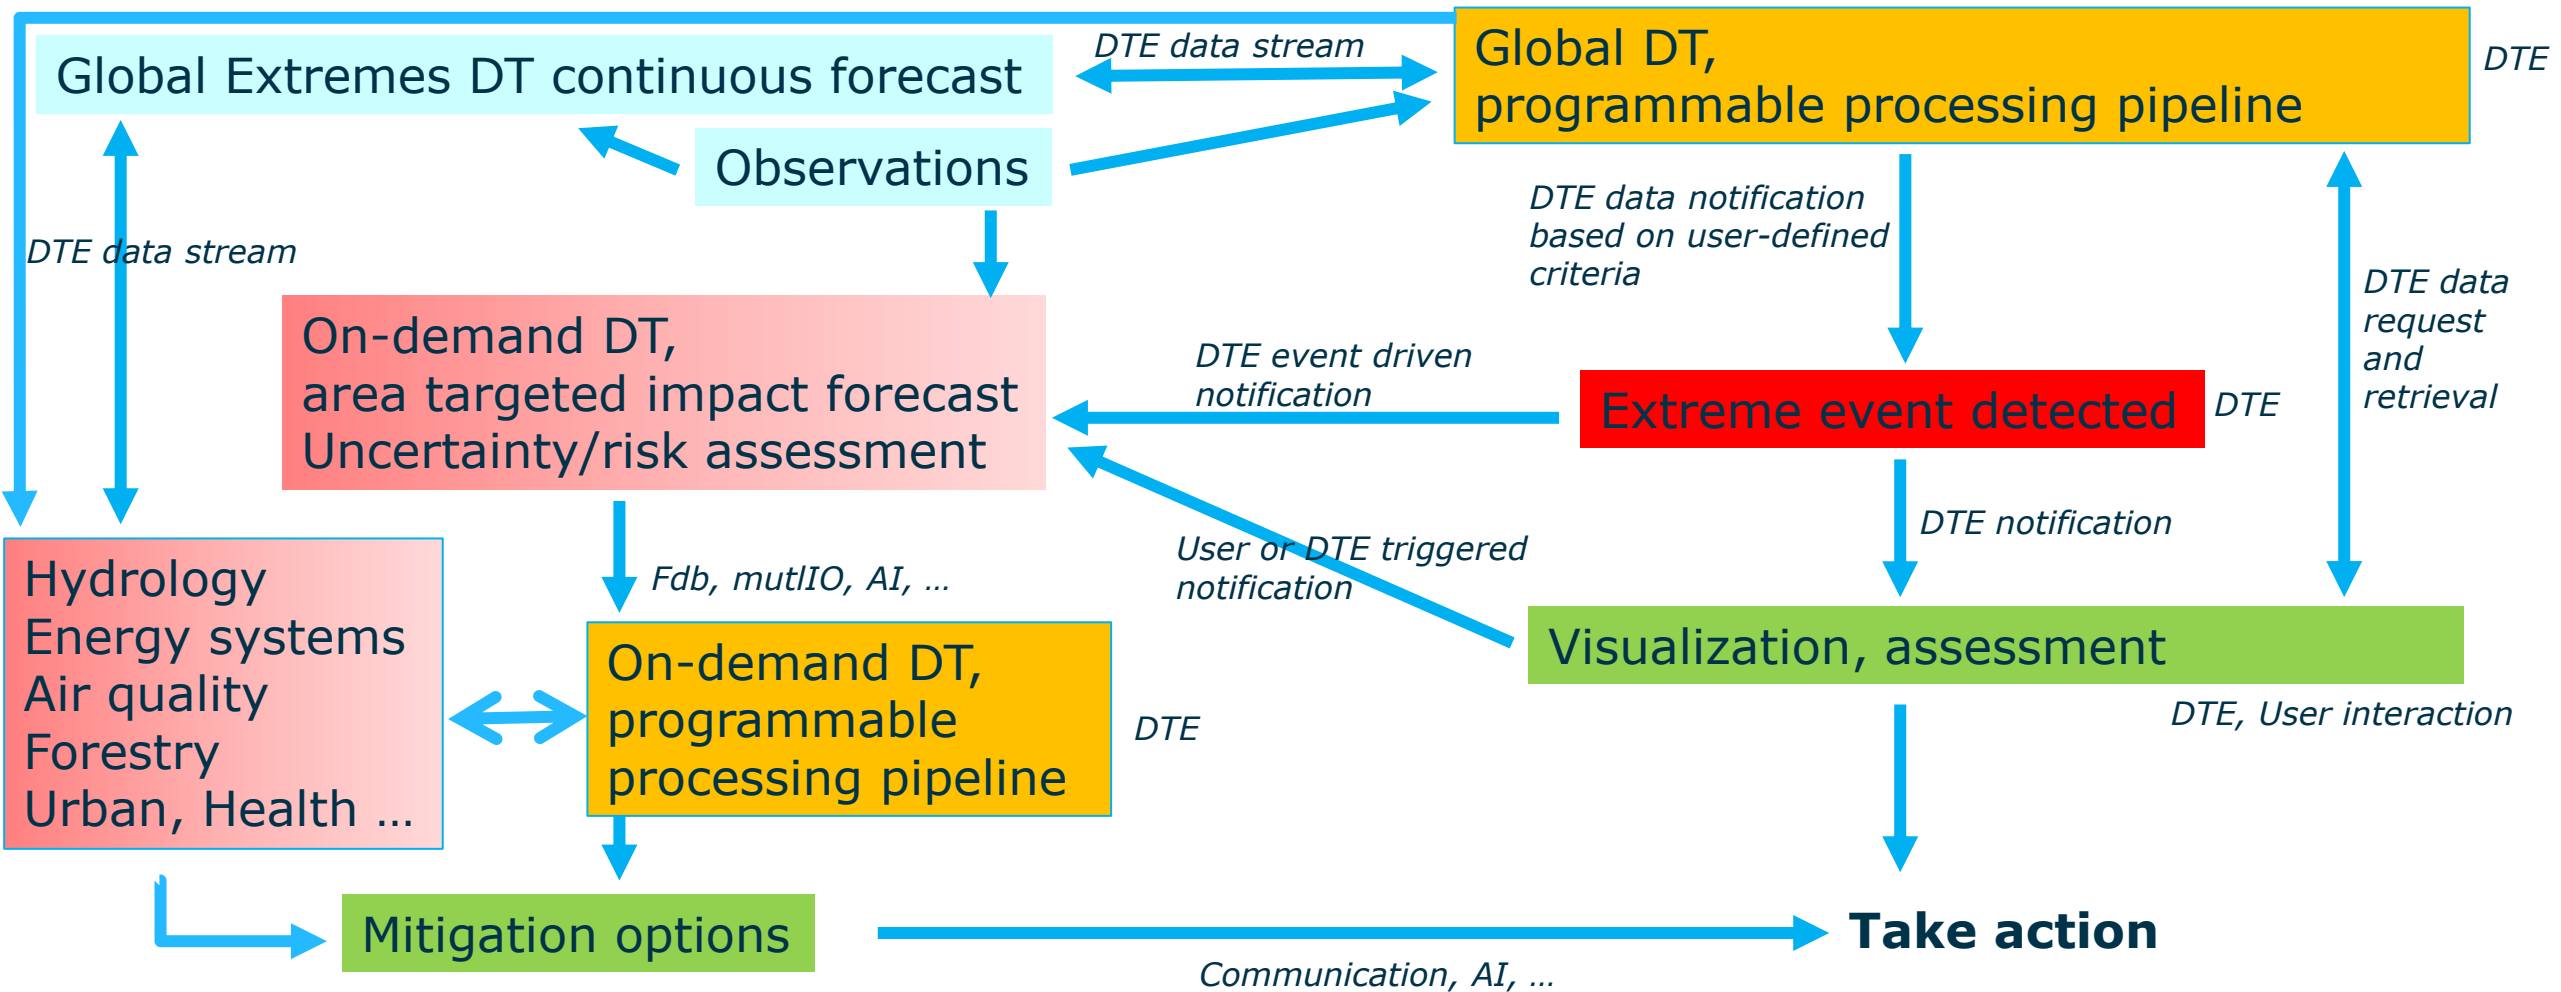 DTE data stream
Global DT,
programmable processing pipeline
DTE
Global Extremes DT continuous forecast
Observations
DTE data notification
based on user-defined
criteria
DTE data stream
DTE data
request
and
retrieval
On-demand DT,
area targeted impact forecast
Uncertainty/risk assessment
DTE event driven
notification
Extreme event detected
DTE
DTE notification
User or DTE triggered
notification
Fdb, mutlIO, AI, …
Hydrology
Energy systems
Air quality
Forestry
Urban, Health …
On-demand DT,
programmable
processing pipeline
DTE
Visualization, assessment
DTE, User interaction
Mitigation options
Take action
Communication, AI, …